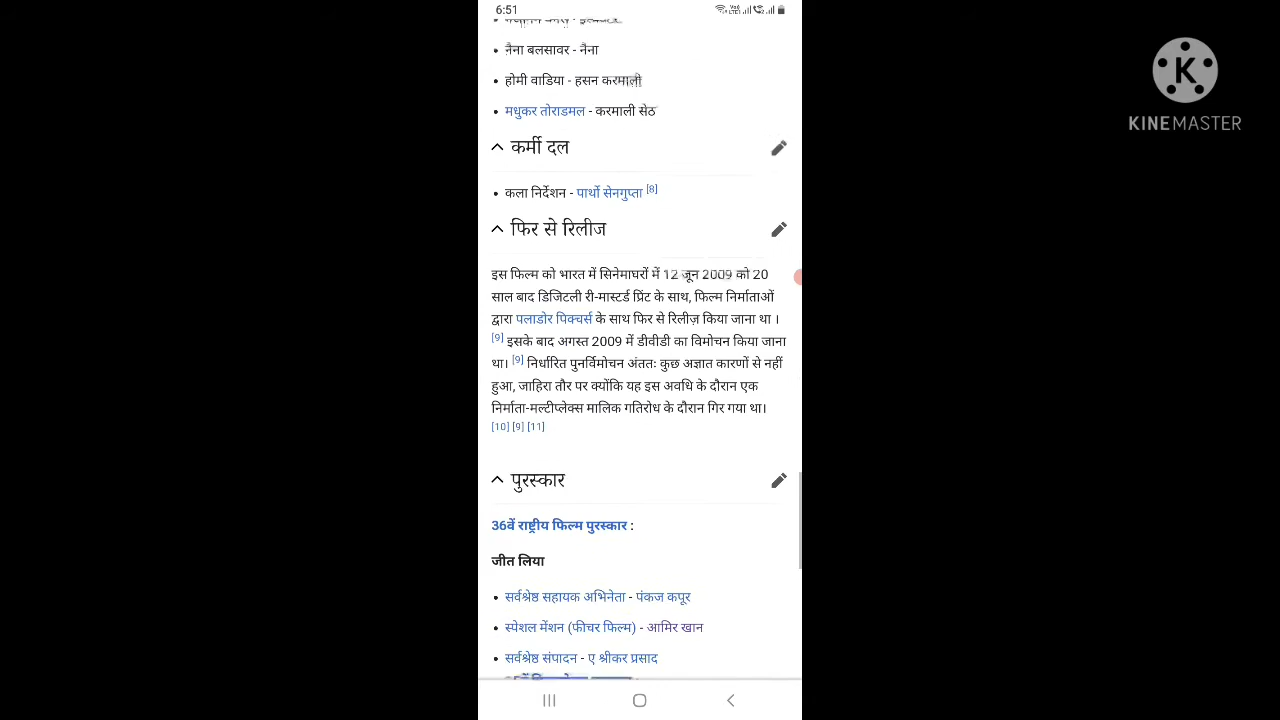 6:51
• नैना बलसावर - नैना
• होमी वाडिया - हसन करमाली
• मधुकर तोराडमल - करमाली सेठ
कर्मी दल
• कला निर्देशन - पार्थो सेनगुप्ता [8]
फिर से रिलीज
इस फिल्म को भारत में सिनेमाघरों में 12 जून 2009 को 20
साल बाद डिजिटली री-मास्टर्ड प्रिंट के साथ, फिल्म निर्माताओं
द्वारा पलाडोर पिक्चर्स के साथ फिर से रिलीज़ किया जाना था ।
[9] इसके बाद अगस्त 2009 में डीवीडी का विमोचन किया जाना
था। [9] निर्धारित पुनर्विमोचन अंततः कुछ अज्ञात कारणों से नहीं
हुआ, जाहिरा तौर पर क्योंकि यह इस अवधि के दौरान एक
निर्माता-मल्टीप्लेक्स मालिक गतिरोध के दौरान गिर गया था।
[10] [9] [11]
पुरस्कार
36वें राष्ट्रीय फिल्म पुरस्कार :
जीत लिया
• सर्वश्रेष्ठ सहायक अभिनेता - पंकज कपूर
• स्पेशल मेंशन (फीचर फिल्म) - आमिर खान
• सर्वश्रेष्ठ संपादन - ए श्रीकर प्रसाद
K
KINEMASTER